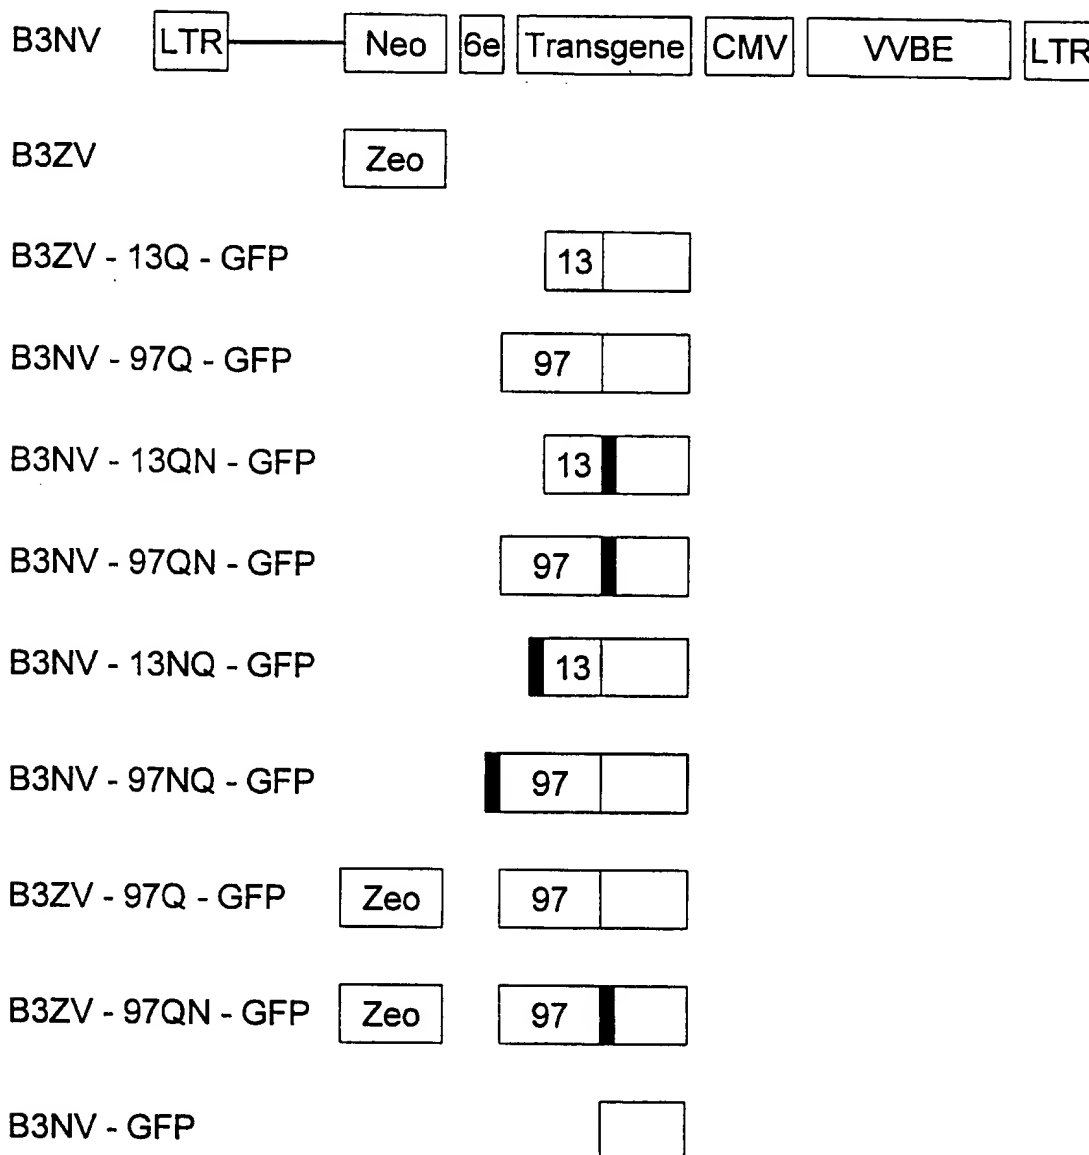 B3NV LTR Neo 6e Transgene CMV VVBE LTR
B3ZV Zeo
B3ZV - 13Q - GFP 13
B3NV - 97Q - GFP 97
B3NV - 13QN - GFP 13
B3NV - 97QN - GFP 97
B3NV - 13NQ - GFP 13
B3NV - 97NQ - GFP 97
B3ZV - 97Q - GFP Zeo 97
B3ZV - 97QN - GFP Zeo 97
B3NV - GFP